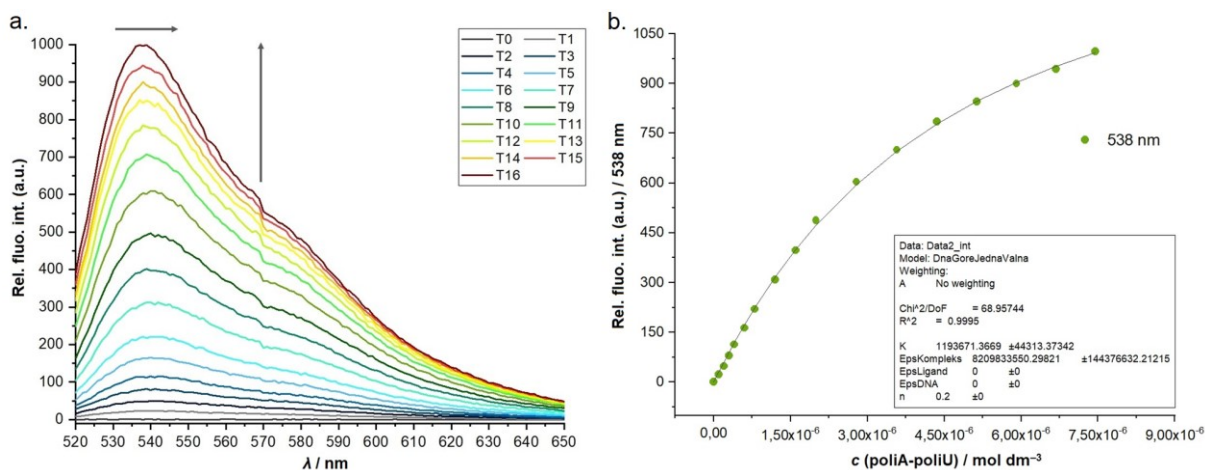 a.
Rel. fluo. int. (a.u.)
1000
900
800
700
600
500
400
300
200
100
0
520 530 540 550 560 570 580 590 600 610 620 630 640 650
λ / nm
T0 T1
T2 T3
T4 T5
T6 T7
T8 T9
T10 T11
T12 T13
T14 T15
T16
b.
Rel. fluo. int. (a.u.) / 538 nm
1050
900
750
600
450
300
150
0
0,00 1,50x10⁻⁶ 3,00x10⁻⁶ 4,50x10⁻⁶ 6,00x10⁻⁶ 7,50x10⁻⁶ 9,00x10⁻⁶
c (poliA-poliU) / mol dm⁻³
538 nm
Data: Data2_int
Model: DnaGoreJednaValna
Weighting:
A No weighting
Chi^2/DoF = 68.95744
R^2 = 0.9995
K 1193671.3669 ±44313.37342
EpsKompleks 8209833550.29821 ±144376632.21215
EpsLigand 0 ±0
EpsDNA 0 ±0
n 0.2 ±0